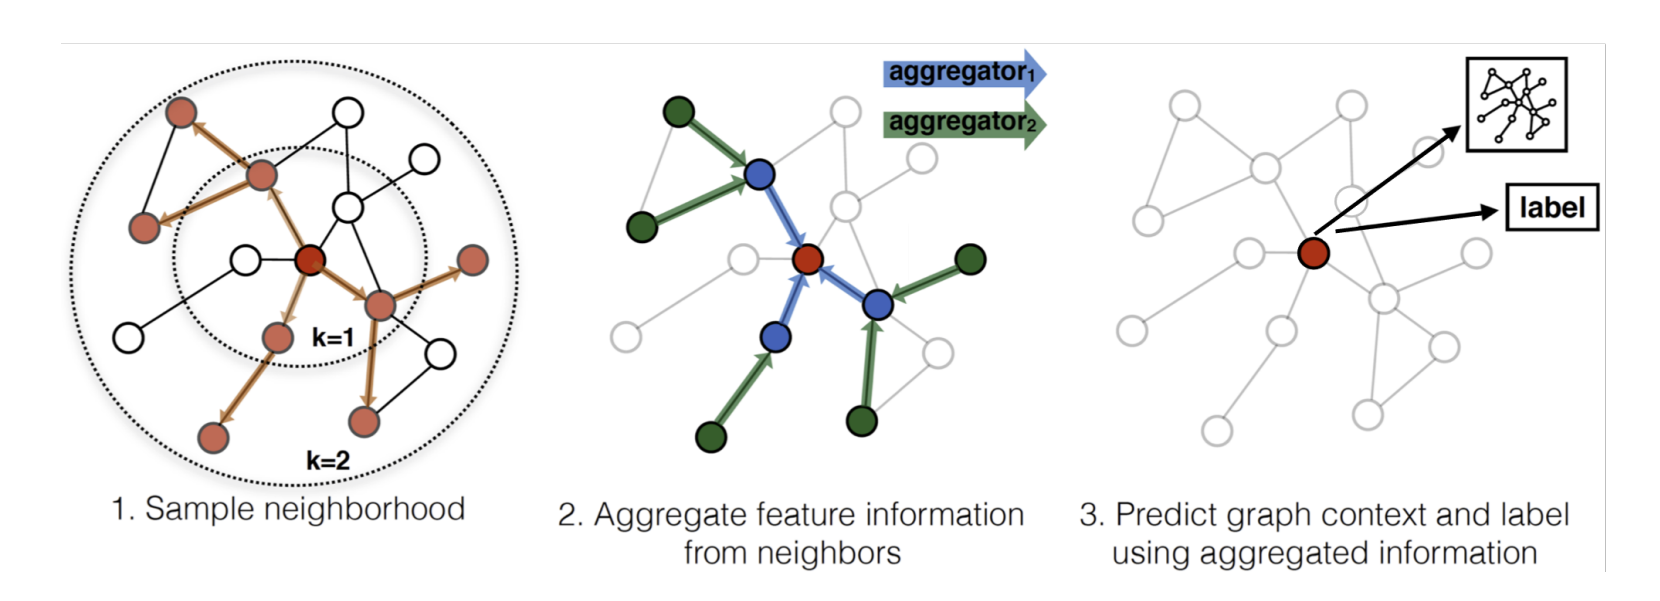 aggregator1
aggregator2
label
k=1
k=2
1. Sample neighborhood
2. Aggregate feature information
from neighbors
3. Predict graph context and label
using aggregated information